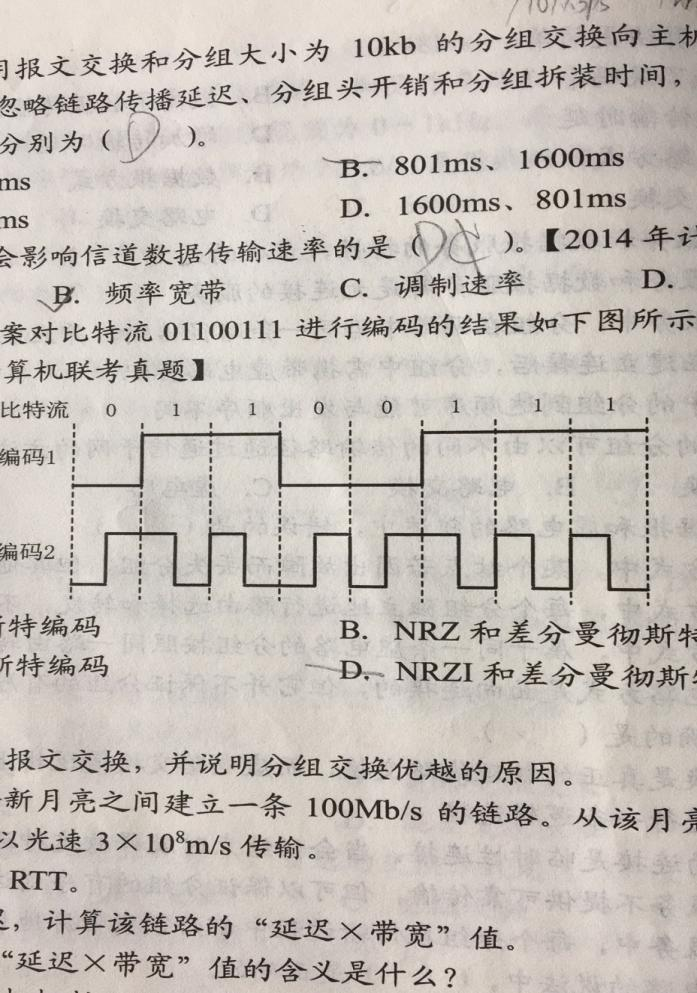 报文交换和分组大小为 10kb 的分组交换向主机
忽略链路传播延迟、分组头开销和分组拆装时间，
分别为（ D ）。
ms
B. 801ms、1600ms
ms
D. 1600ms、801ms
会影响信道数据传输速率的是（ ）。【2014 年计
B. 频率宽带
C. 调制速率
D.
案对比特流 01100111 进行编码的结果如下图所示
算机联考真题】
比特流 0 1 1 0 0 1 1 1
编码1
编码2
斯特编码
B. NRZ 和差分曼彻斯特
斯特编码
D. NRZI 和差分曼彻斯
报文交换，并说明分组交换优越的原因。
新月亮之间建立一条 100Mb/s 的链路。从该月亮
以光速 3×10⁸m/s 传输。
RTT。
，计算该链路的“延迟×带宽”值。
“延迟×带宽”值的含义是什么？